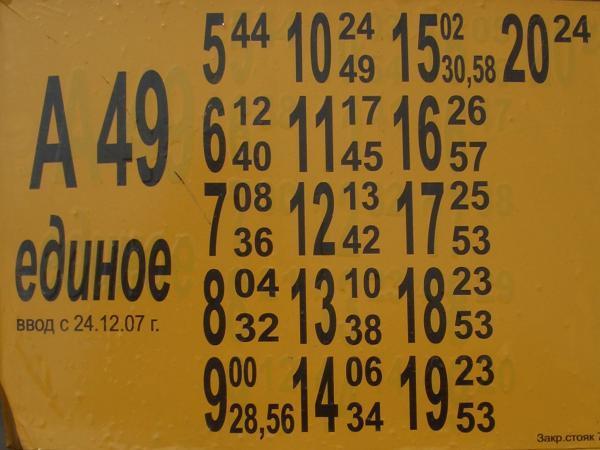 А 49
единое
ввод с 24.12.07 г.
5 44
6 12 40
7 08 36
8 04 32
9 00 28,56
10 24 49
11 17 45
12 13 42
13 10 38
14 06 34
15 02 30,58
16 26 57
17 25 53
18 23 53
19 23 53
20 24
Закр.стояк 7